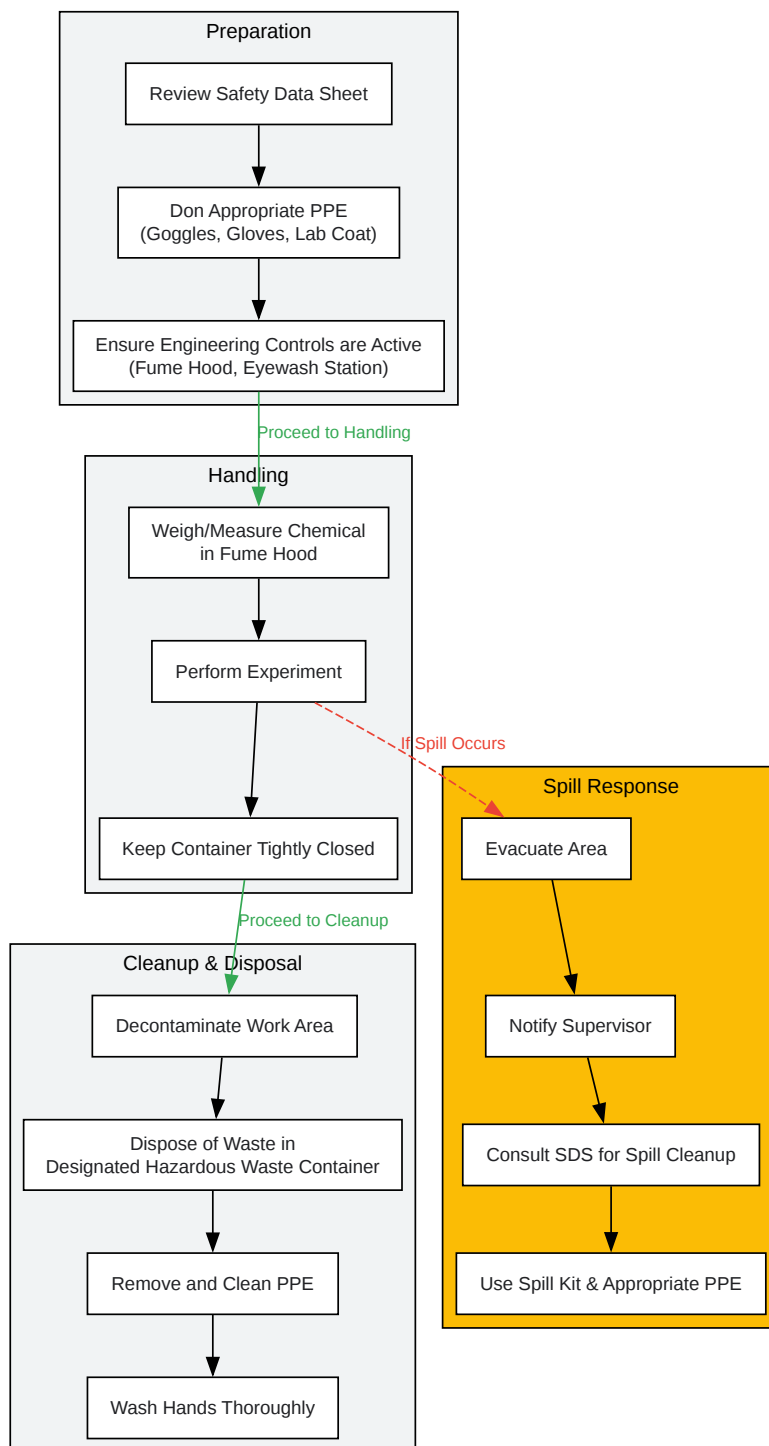 Preparation
Review Safety Data Sheet
Don Appropriate PPE
(Goggles, Gloves, Lab Coat)
Ensure Engineering Controls are Active
(Fume Hood, Eyewash Station)
Proceed to Handling
Handling
Weigh/Measure Chemical
in Fume Hood
Perform Experiment
If Spill Occurs
Keep Container Tightly Closed
Proceed to Cleanup
Cleanup & Disposal
Decontaminate Work Area
Dispose of Waste in
Designated Hazardous Waste Container
Remove and Clean PPE
Wash Hands Thoroughly
Spill Response
Evacuate Area
Notify Supervisor
Consult SDS for Spill Cleanup
Use Spill Kit & Appropriate PPE